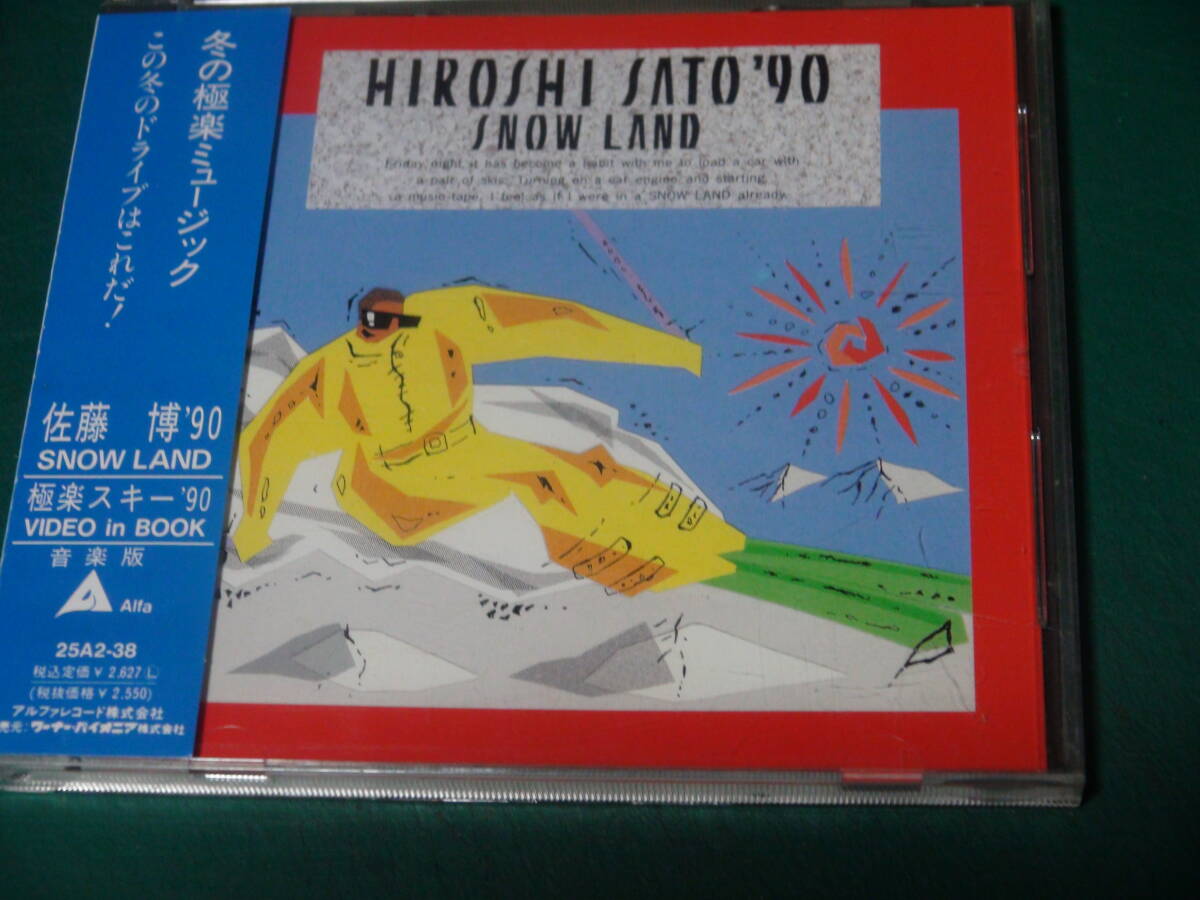 冬の極楽ミュージック
この冬のドライブはこれだ!
佐藤 博'90
SNOW LAND
極楽スキー'90
VIDEO in BOOK
音楽版
Alfa
25A2-38
税込定価￥2,627
(税抜価格￥2,550)
アルファレコード株式会社
売元:ワーナー・パイオニア株式会社
HIROSHI SATO '90
SNOW LAND
Friday night it has become a habit with me to load a car with
a pair of skis. Turning on a car engine and starting
a music tape, I feel as if I were in a SNOW LAND already.